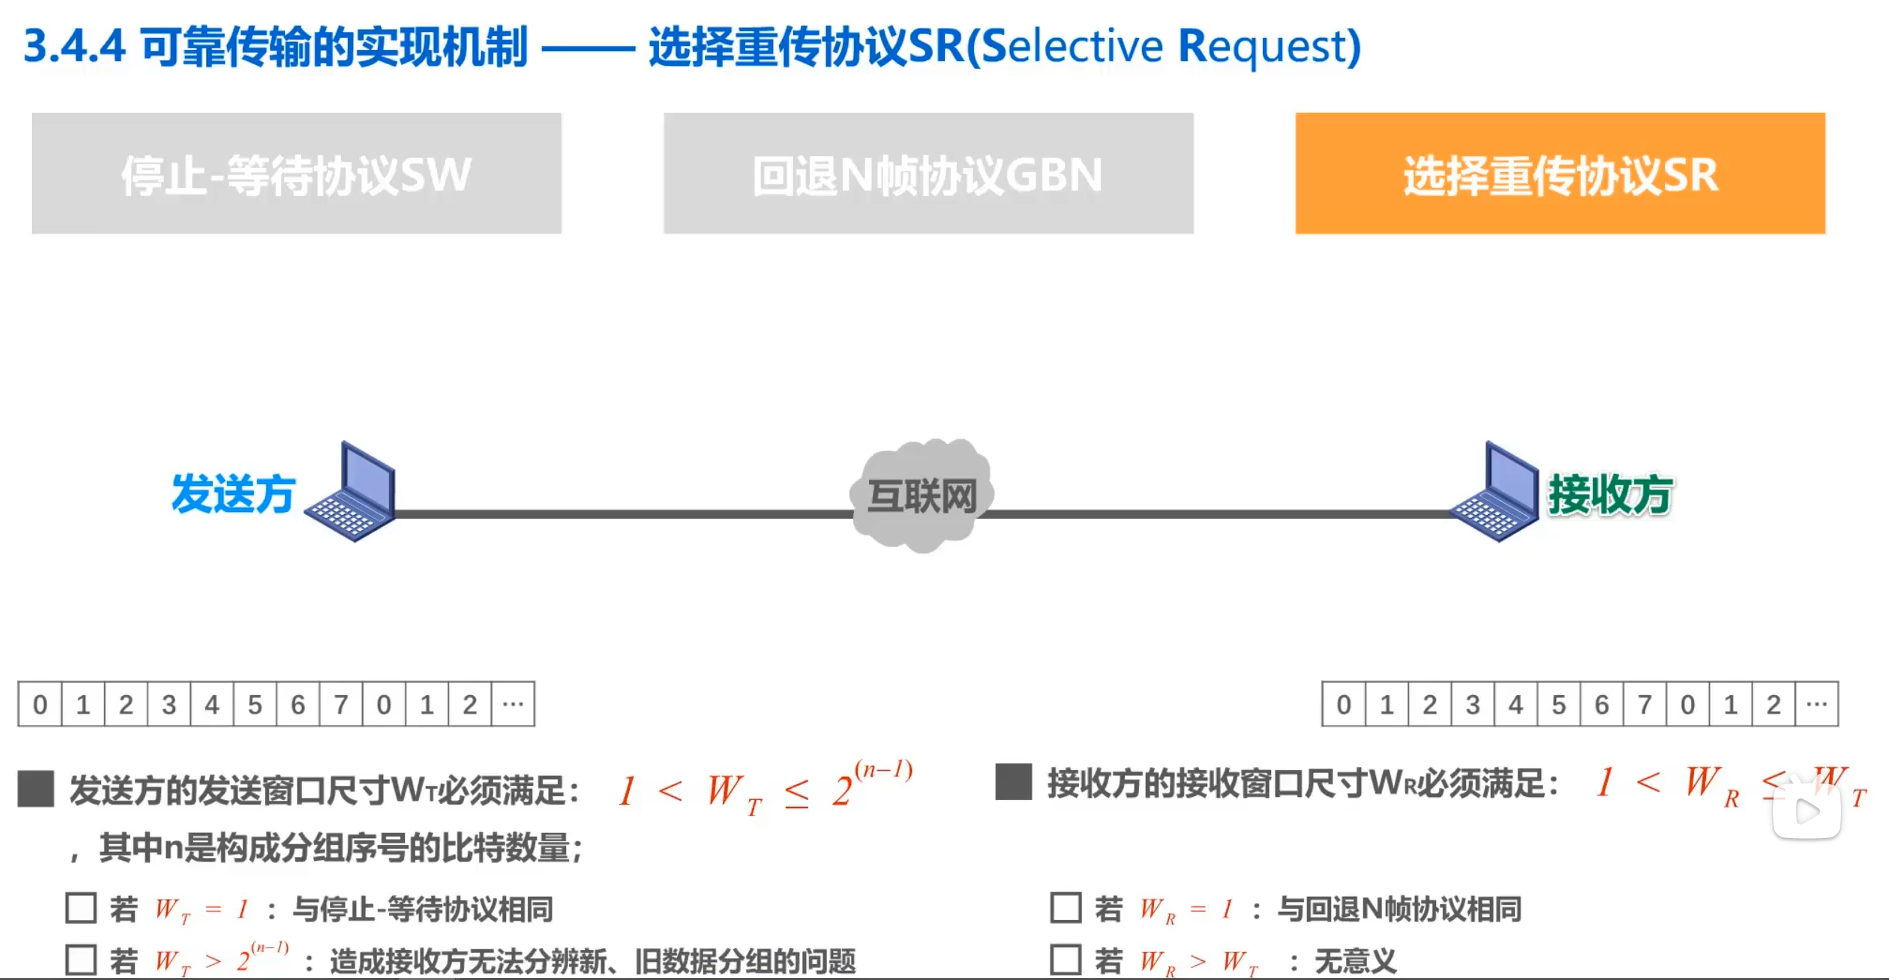 3.4.4 可靠传输的实现机制 —— 选择重传协议SR(Selective Request)
停止-等待协议SW
回退N帧协议GBN
选择重传协议SR
发送方
互联网
接收方
0 1 2 3 4 5 6 7 0 1 2 …
0 1 2 3 4 5 6 7 0 1 2 …
发送方的发送窗口尺寸WT必须满足： 1 < W_T ≤ 2^(n-1)
，其中n是构成分组序号的比特数量；
若 W_T = 1 ：与停止-等待协议相同
若 W_T > 2^(n-1) ：造成接收方无法分辨新、旧数据分组的问题
接收方的接收窗口尺寸WR必须满足： 1 < W_R ≤ W_T
若 W_R = 1 ：与回退N帧协议相同
若 W_R > W_T ：无意义